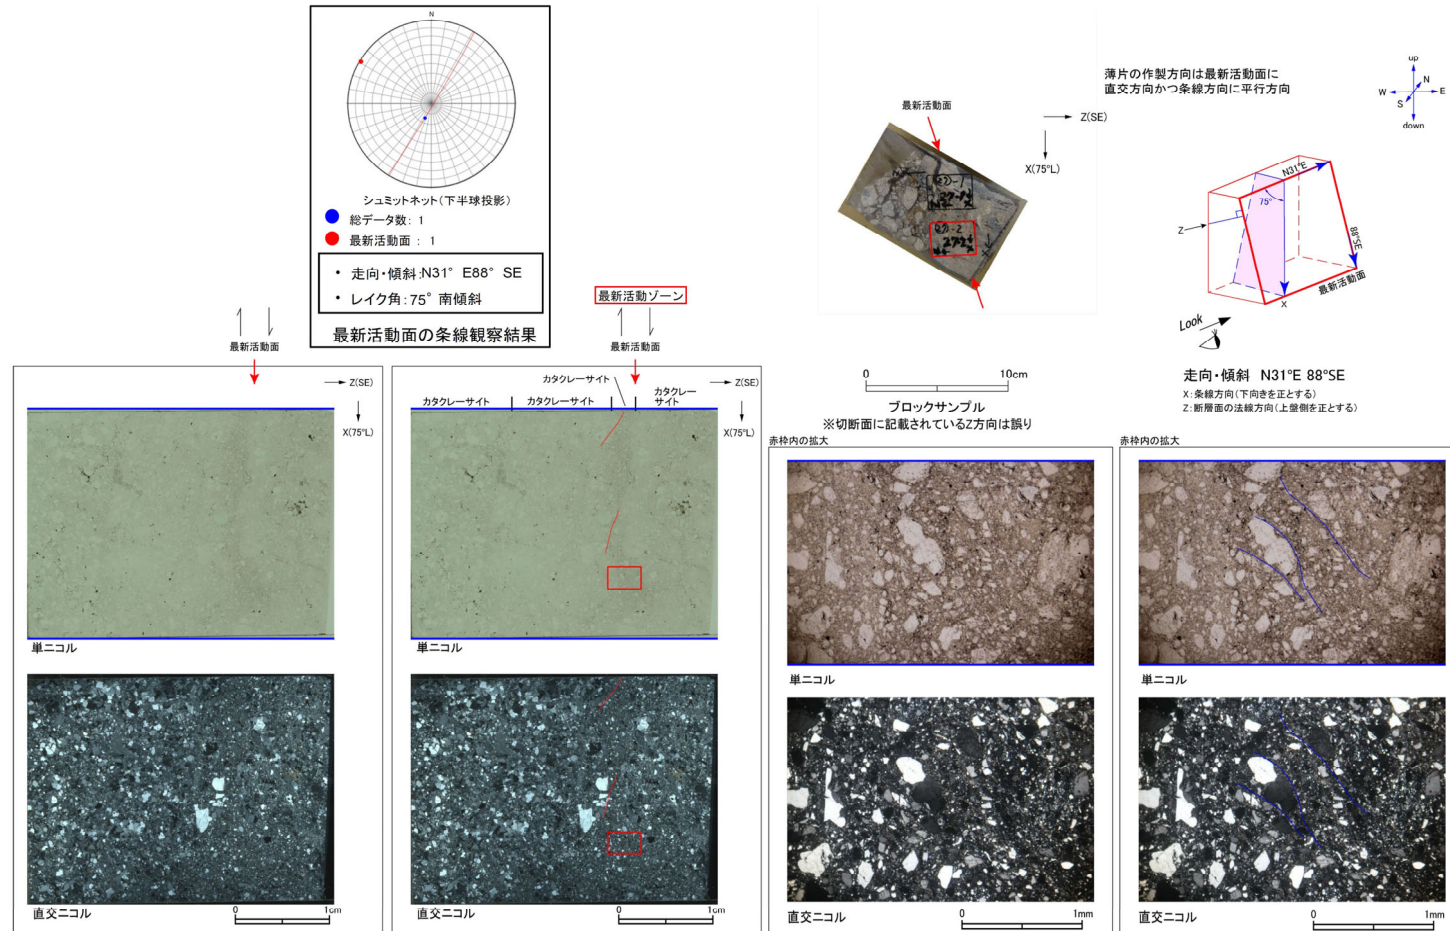 N
シュミットネット(下半球投影)
総データ数: 1
最新活動面 : 1
・ 走向・傾斜:N31° E88° SE
・ レイク角:75° 南傾斜
最新活動面の条線観察結果
最新活動面
Z(SE)
X(75°L)
単ニコル
直交ニコル
0 1cm
最新活動ゾーン
最新活動面
カタクレーサイト
カタクレーサイト
カタクレーサイト
カタクレー
サイト
Z(SE)
X(75°L)
単ニコル
直交ニコル
0 1cm
最新活動面
Z(SE)
X(75°L)
0 10cm
ブロックサンプル
※切断面に記載されているZ方向は誤り
薄片の作製方向は最新活動面に
直交方向かつ条線方向に平行方向
up
N
W
E
S
down
N31°E
75°
Z
88°SE
最新活動面
X
Look
走向・傾斜 N31°E 88°SE
X:条線方向(下向きを正とする)
Z:断層面の法線方向(上盤側を正とする)
赤枠内の拡大
単ニコル
直交ニコル
0 1mm
赤枠内の拡大
単ニコル
直交ニコル
0 1mm